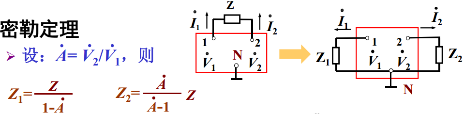 密勒定理
设：Ȧ= V̇₂/V̇₁，则
Z₁= Z / 1-Ȧ
Z₂= Ȧ / Ȧ-1 Z
İ₁ Z İ₂
1 2
N
V̇₁ V̇₂
İ₁ İ₂
Z₁ 1 2 Z₂
V̇₁ V̇₂
N